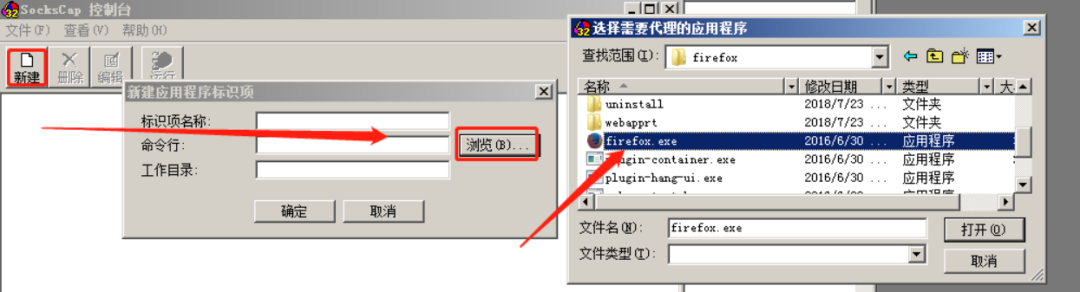 SocksCap 控制台
文件(F) 查看(V) 帮助(H)
新建 删除 编辑 运行
新建应用程序标识项
标识项名称:
命令行:
浏览(B)...
工作目录:
确定 取消
选择需要代理的应用程序
查找范围(I): firefox
名称 修改日期 类型 大
uninstall 2018/7/23 ... 文件夹
webapprt 2018/7/23 ... 文件夹
firefox.exe 2016/6/30 ... 应用程序
plugin-container.exe 2016/6/30 ... 应用程序
plugin-hang-ui.exe 2016/6/30 ... 应用程序
文件名(N): firefox.exe 打开(O)
文件类型(T): 取消